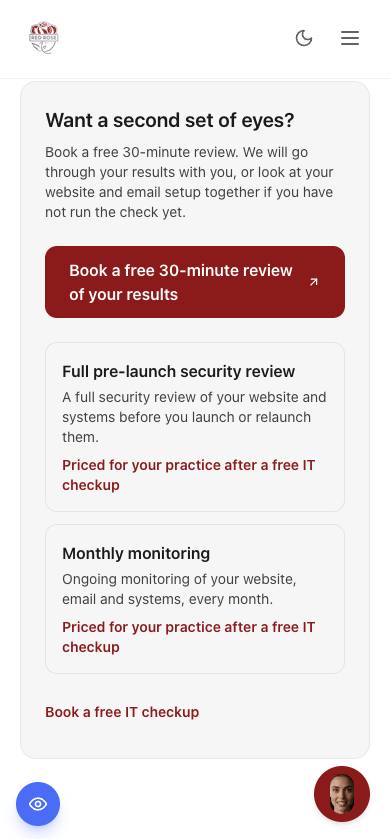 RED ROSE
Want a second set of eyes?
Book a free 30-minute review. We will go
through your results with you, or look at your
website and email setup together if you have
not run the check yet.
Book a free 30-minute review
of your results
Full pre-launch security review
A full security review of your website and
systems before you launch or relaunch
them.
Priced for your practice after a free IT
checkup
Monthly monitoring
Ongoing monitoring of your website,
email and systems, every month.
Priced for your practice after a free IT
checkup
Book a free IT checkup